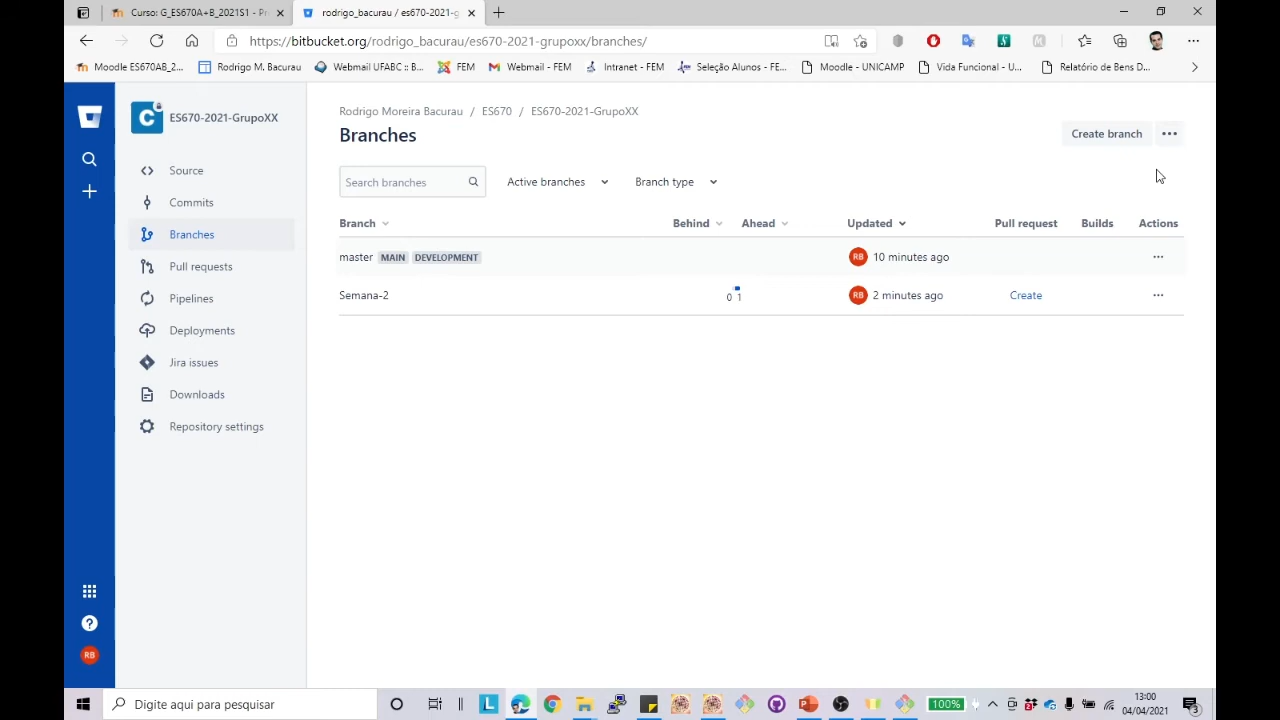 Curso: G_ES670A+B_2021S1 - Pr
rodrigo_bacurau / es670-2021-g
https://bitbucket.org/rodrigo_bacurau/es670-2021-grupoxx/branches/
Moodle ES670AB_2...
Rodrigo M. Bacurau
Webmail UFABC :: B...
FEM
Webmail - FEM
Intranet - FEM
Seleção Alunos - FE...
Moodle - UNICAMP
Vida Funcional - U...
Relatório de Bens D...
C
ES670-2021-GrupoXX
Source
Commits
Branches
Pull requests
Pipelines
Deployments
Jira issues
Downloads
Repository settings
RB
Rodrigo Moreira Bacurau / ES670 / ES670-2021-GrupoXX
Branches
Create branch
Search branches
Active branches
Branch type
Branch Behind Ahead Updated Pull request Builds Actions
master MAIN DEVELOPMENT RB 10 minutes ago
Semana-2 0 1 RB 2 minutes ago Create
Digite aqui para pesquisar
L
100%
13:00
04/04/2021
3